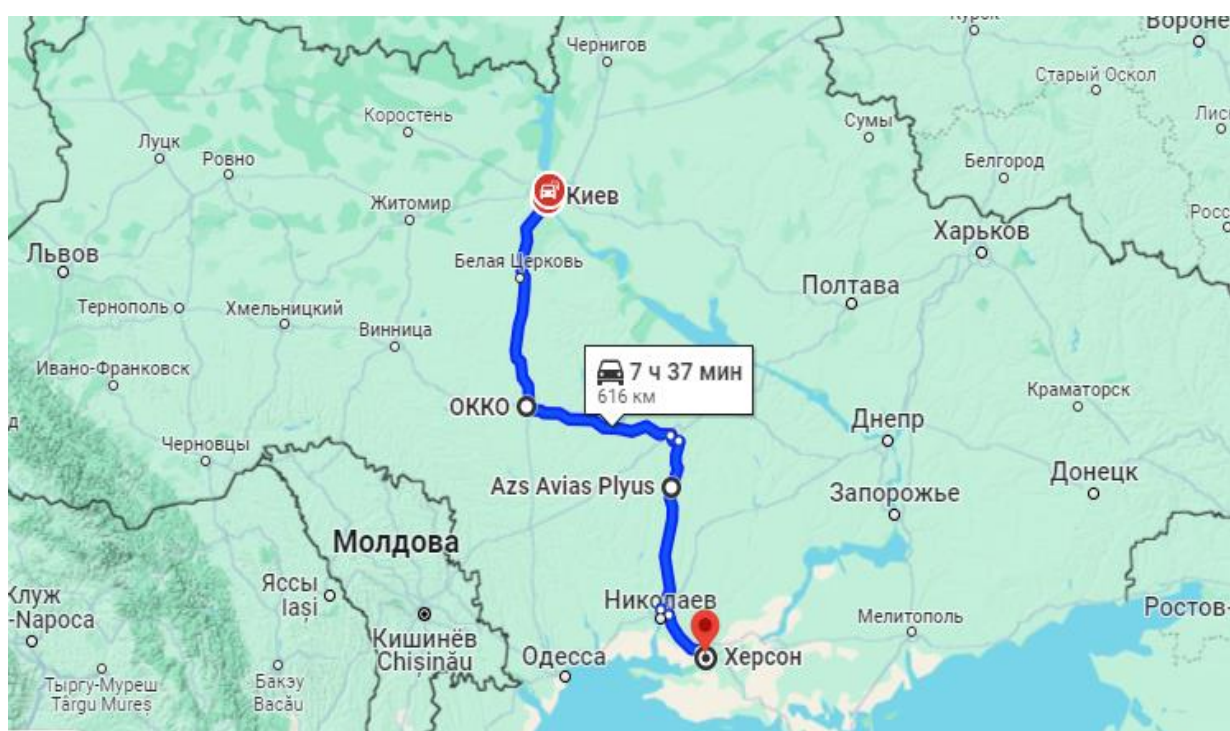 Курск
Вороне
Чернигов
Старый Оскол
Коростень
Сумы
Лис
Луцк
Ровно
Белгород
Киев
Житомир
Росс
Харьков
Львов
Белая Церковь
Полтава
Тернополь
Хмельницкий
Винница
7 ч 37 мин
616 км
Ивано-Франковск
Краматорск
ОККО
Днепр
Черновцы
Донецк
Azs Avias Plyus
Запорожье
Молдова
Яссы
Iași
Клуж
-Napoca
Николаев
Мелитополь
Ростов-
Кишинёв
Chișinău
Одесса
Херсон
Тыргу-Муреш
Târgu Mureș
Бакэу
Bacău